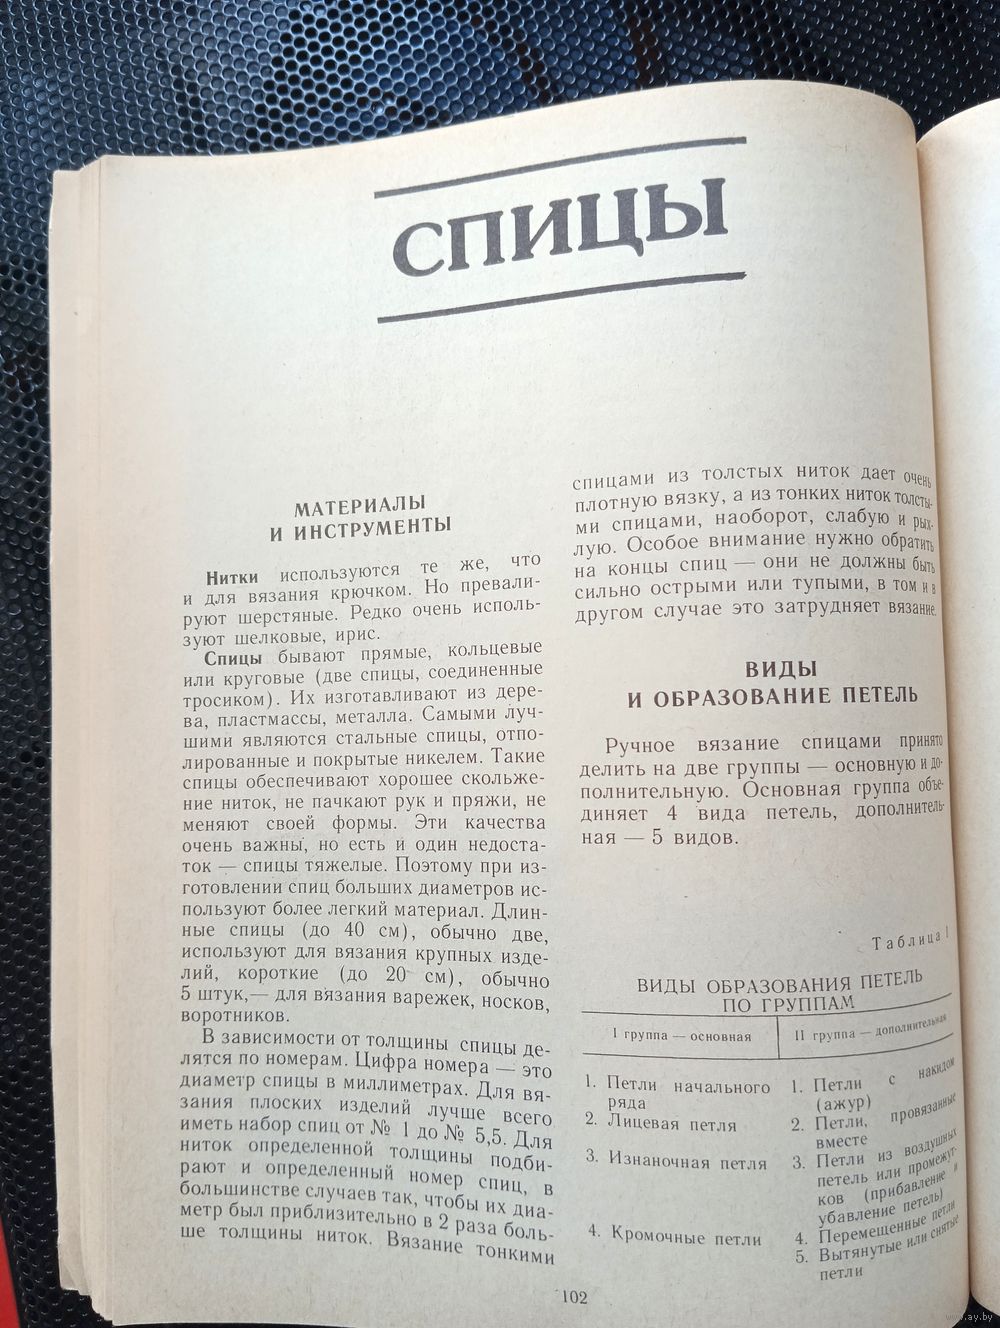 СПИЦЫ
МАТЕРИАЛЫ
И ИНСТРУМЕНТЫ
Нитки используются те же, что
и для вязания крючком. Но превали-
руют шерстяные. Редко очень исполь-
зуют шелковые, ирис.
Спицы бывают прямые, кольцевые
или круговые (две спицы, соединенные
тросиком). Их изготавливают из дере-
ва, пластмассы, металла. Самыми луч-
шими являются стальные спицы, отпо-
лированные и покрытые никелем. Такие
спицы обеспечивают хорошее скольже-
ние ниток, не пачкают рук и пряжи, не
меняют своей формы. Эти качества
очень важны, но есть и один недоста-
ток — спицы тяжелые. Поэтому при из-
готовлении спиц больших диаметров ис-
пользуют более легкий материал. Длин-
ные спицы (до 40 см), обычно две,
используют для вязания крупных изде-
лий, короткие (до 20 см), обычно
5 штук,— для вязания варежек, носков,
воротников.
В зависимости от толщины спицы де-
лятся по номерам. Цифра номера — это
диаметр спицы в миллиметрах. Для вя-
зания плоских изделий лучше всего
иметь набор спиц от № 1 до № 5,5. Для
ниток определенной толщины подби-
рают и определенный номер спиц, в
большинстве случаев так, чтобы их диа-
метр был приблизительно в 2 раза боль-
ше толщины ниток. Вязание тонкими
спицами из толстых ниток дает очень
плотную вязку, а из тонких ниток толсты-
ми спицами, наоборот, слабую и рых-
лую. Особое внимание нужно обратить
на концы спиц — они не должны быть
сильно острыми или тупыми, в том и в
другом случае это затрудняет вязание.
ВИДЫ
И ОБРАЗОВАНИЕ ПЕТЕЛЬ
Ручное вязание спицами принято
делить на две группы — основную и до-
полнительную. Основная группа объе-
диняет 4 вида петель, дополнитель-
ная — 5 видов.
Таблица 1
ВИДЫ ОБРАЗОВАНИЯ ПЕТЕЛЬ
ПО ГРУППАМ
I группа — основная
1. Петли начального
ряда
2. Лицевая петля
3. Изнаночная петля
4. Кромочные петли
II группа — дополнительная
1. Петли с накидом
(ажур)
2. Петли, провязанные
вместе
3. Петли из воздушных
петель или промежут-
ков (прибавление и
убавление петель)
4. Перемещенные петли
5. Вытянутые или снятые
петли
102
www.ay.by